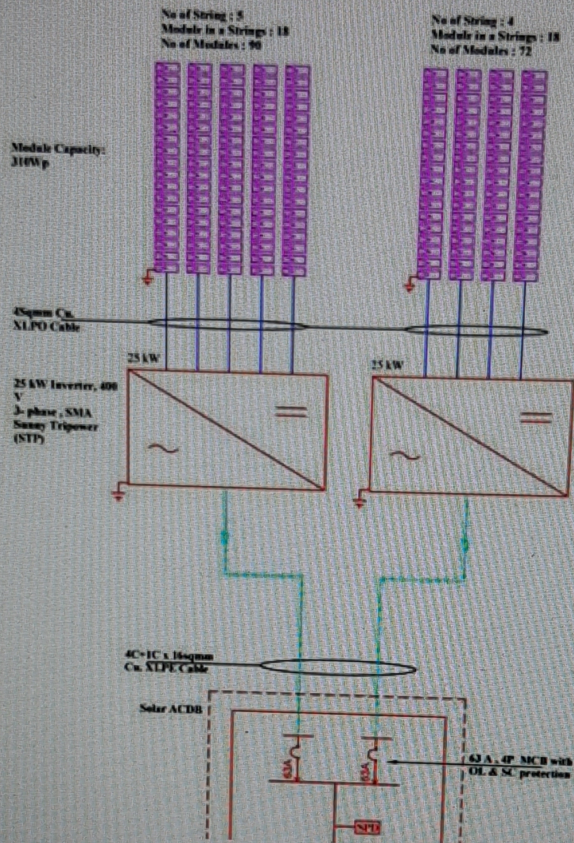 No of String : 5
Module in a Strings : 18
No of Modules : 90
No of String : 4
Module in a Strings : 18
No of Modules : 72
Module Capacity:
310Wp
4Sqmm Cu.
XLPO Cable
25 kW
25 kW
25 kW Inverter, 400
V
3- phase , SMA
Sunny Tripower
(STP)
4C+1C x 16sqmm
Cu. XLPE Cable
Solar ACDB
63A
63A
63 A , 4P MCB with
OL & SC protection
SPD